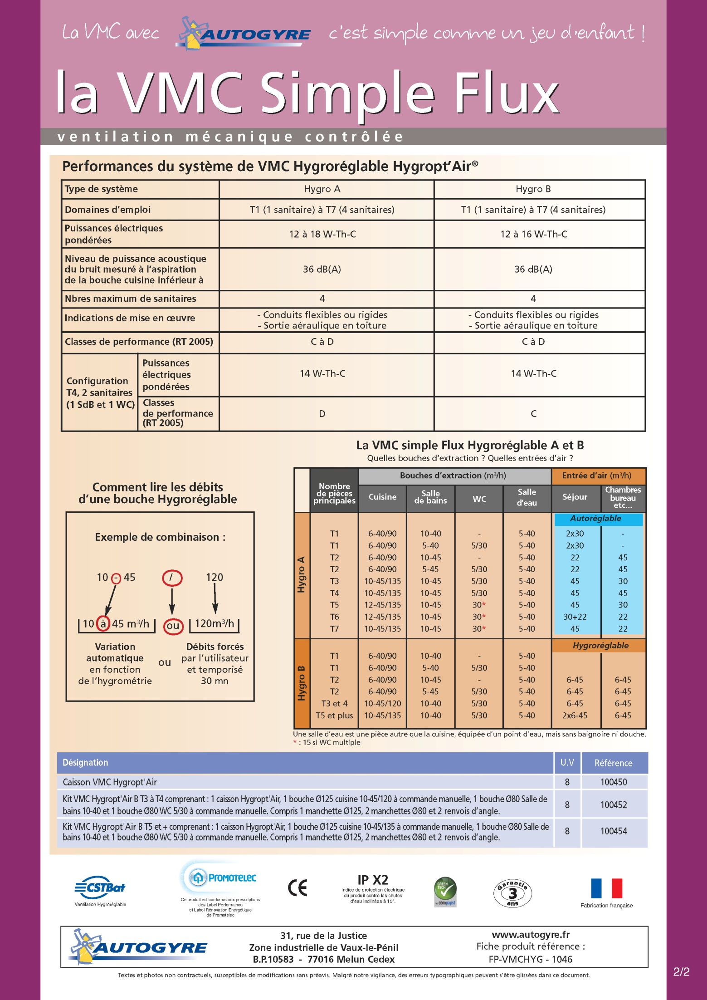 La VMC avec AUTOGYRE c'est simple comme un jeu d'enfant !
la VMC Simple Flux
ventilation mécanique contrôlée
Performances du système de VMC Hygroréglable Hygropt'Air®
Type de système Hygro A Hygro B
Domaines d'emploi T1 (1 sanitaire) à T7 (4 sanitaires) T1 (1 sanitaire) à T7 (4 sanitaires)
Puissances électriques
pondérées 12 à 18 W-Th-C 12 à 16 W-Th-C
Niveau de puissance acoustique
du bruit mesuré à l'aspiration 36 dB(A) 36 dB(A)
de la bouche cuisine inférieur à
Nbres maximum de sanitaires 4 4
Indications de mise en œuvre - Conduits flexibles ou rigides - Conduits flexibles ou rigides
- Sortie aéraulique en toiture - Sortie aéraulique en toiture
Classes de performance (RT 2005) C à D C à D
Configuration
T4, 2 sanitaires
(1 SdB et 1 WC)
Puissances
électriques 14 W-Th-C 14 W-Th-C
pondérées
Classes
de performance D C
(RT 2005)
Comment lire les débits
d'une bouche Hygroréglable
Exemple de combinaison :
10 - 45 / 120
10 à 45 m³/h ou 120m³/h
Variation
automatique
en fonction
de l'hygrométrie
ou
Débits forcés
par l'utilisateur
et temporisé
30 mn
La VMC simple Flux Hygroréglable A et B
Quelles bouches d'extraction ? Quelles entrées d'air ?
Nombre
de pièces
principales
Bouches d'extraction (m³/h) Entrée d'air (m³/h)
Cuisine
Salle
de bains
WC
Salle
d'eau
Séjour
Chambres
bureau
etc...
Hygro A
Autoréglable
T1 6-40/90 10-40 - 5-40 2x30 -
T1 6-40/90 5-40 5/30 5-40 2x30 -
T2 6-40/90 10-45 - 5-40 22 45
T2 6-40/90 5-45 5/30 5-40 22 45
T3 10-45/135 10-45 5/30 5-40 45 30
T4 10-45/135 10-45 5/30 5-40 45 45
T5 12-45/135 10-45 30* 5-40 45 30
T6 12-45/135 10-45 30* 5-40 30+22 22
T7 10-45/135 10-45 30* 5-40 45 22
Hygro B
Hygroréglable
T1 6-40/90 10-40 - 5-40
T1 6-40/90 5-40 5/30 5-40
T2 6-40/90 10-45 - 5-40 6-45 6-45
T2 6-40/90 5-45 5/30 5-40 6-45 6-45
T3 et 4 10-45/120 10-40 5/30 5-40 6-45 6-45
T5 et plus 10-45/135 10-40 5/30 5-40 2x6-45 6-45
Une salle d'eau est une pièce autre que la cuisine, équipée d'un point d'eau, mais sans baignoire ni douche.
* : 15 si WC multiple
Désignation U.V Référence
Caisson VMC Hygropt'Air 8 100450
Kit VMC Hygropt'Air B T3 à T4 comprenant : 1 caisson Hygropt'Air, 1 bouche Ø125 cuisine 10-45/120 à commande manuelle, 1 bouche Ø80 Salle de
bains 10-40 et 1 bouche Ø80 WC 5/30 à commande manuelle. Compris 1 manchette Ø125, 2 manchettes Ø80 et 2 renvois d'angle. 8 100452
Kit VMC Hygropt'Air B T5 et + comprenant : 1 caisson Hygropt'Air, 1 bouche Ø125 cuisine 10-45/135 à commande manuelle, 1 bouche Ø80 Salle de
bains 10-40 et 1 bouche Ø80 WC 5/30 à commande manuelle. Compris 1 manchette Ø125, 2 manchettes Ø80 et 2 renvois d'angle. 8 100454
CSTBat
Ventilation Hygroréglable
PROMOTELEC
Ce produit est conforme aux prescriptions
des Label Performance
et Label Rénovation Energétique
de Promotelec
CE
IP X2
Indice de protection électrique
du produit contre les chutes
d'eau inclinées à 15°.
GREEN
TECH
by ebmpapst
Garantie
3
ans
Fabrication française
AUTOGYRE
31, rue de la Justice
Zone industrielle de Vaux-le-Pénil
B.P.10583 - 77016 Melun Cedex
www.autogyre.fr
Fiche produit référence :
FP-VMCHYG - 1046
Textes et photos non contractuels, susceptibles de modifications sans préavis. Malgré notre vigilance, des erreurs typographiques peuvent s'être glissées dans ce document.
2/2